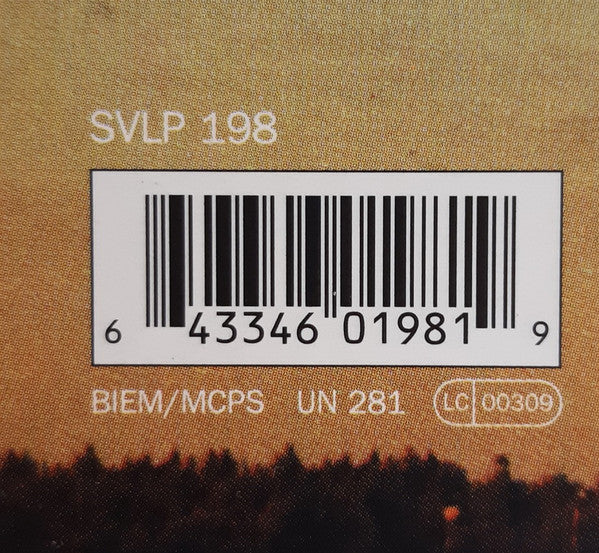 SVLP 198
6 43346 01981 9
BIEM/MCPS UN 281 LC 00309